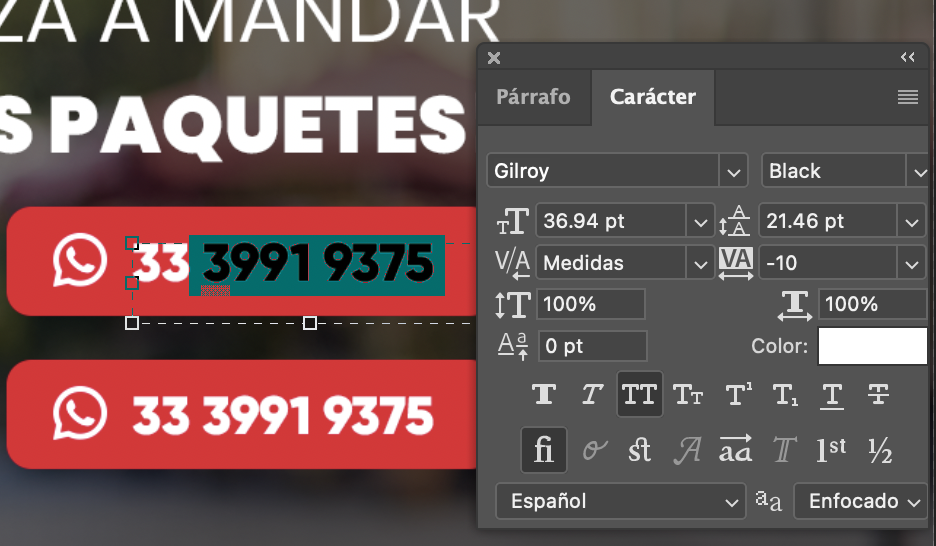 ZA A MANDAR
S PAQUETES
33 3991 9375
33 3991 9375
Párrafo Carácter
Gilroy Black
36.94 pt 21.46 pt
Medidas -10
100% 100%
0 pt Color:
Español Enfocado